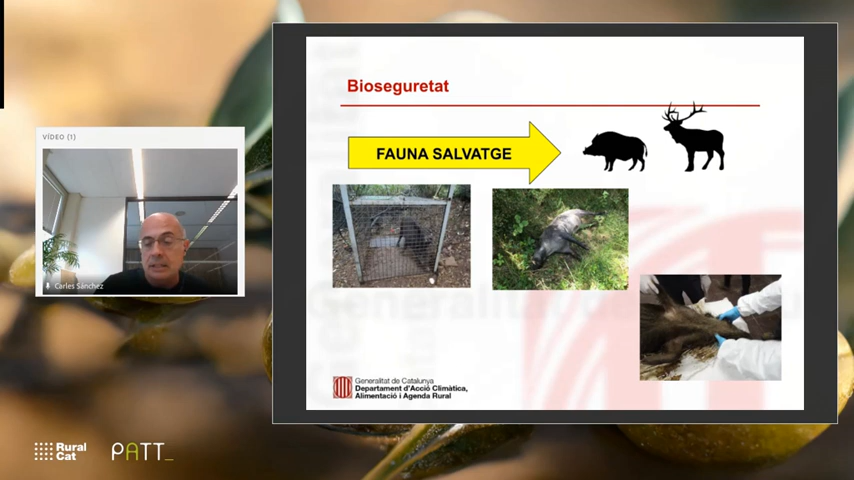 VÍDEO (1)
Carles Sánchez
Bioseguretat
FAUNA SALVATGE
Generalitat de Catalunya
Departament d'Acció Climàtica,
Alimentació i Agenda Rural
Rural
Cat
PATT_